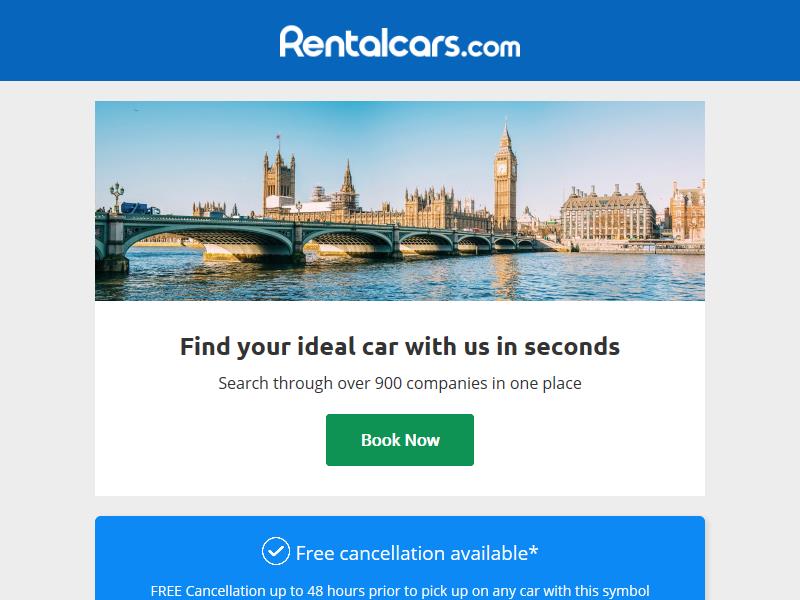 Rentalcars.com
Find your ideal car with us in seconds
Search through over 900 companies in one place
Book Now
Free cancellation available*
FREE Cancellation up to 48 hours prior to pick up on any car with this symbol